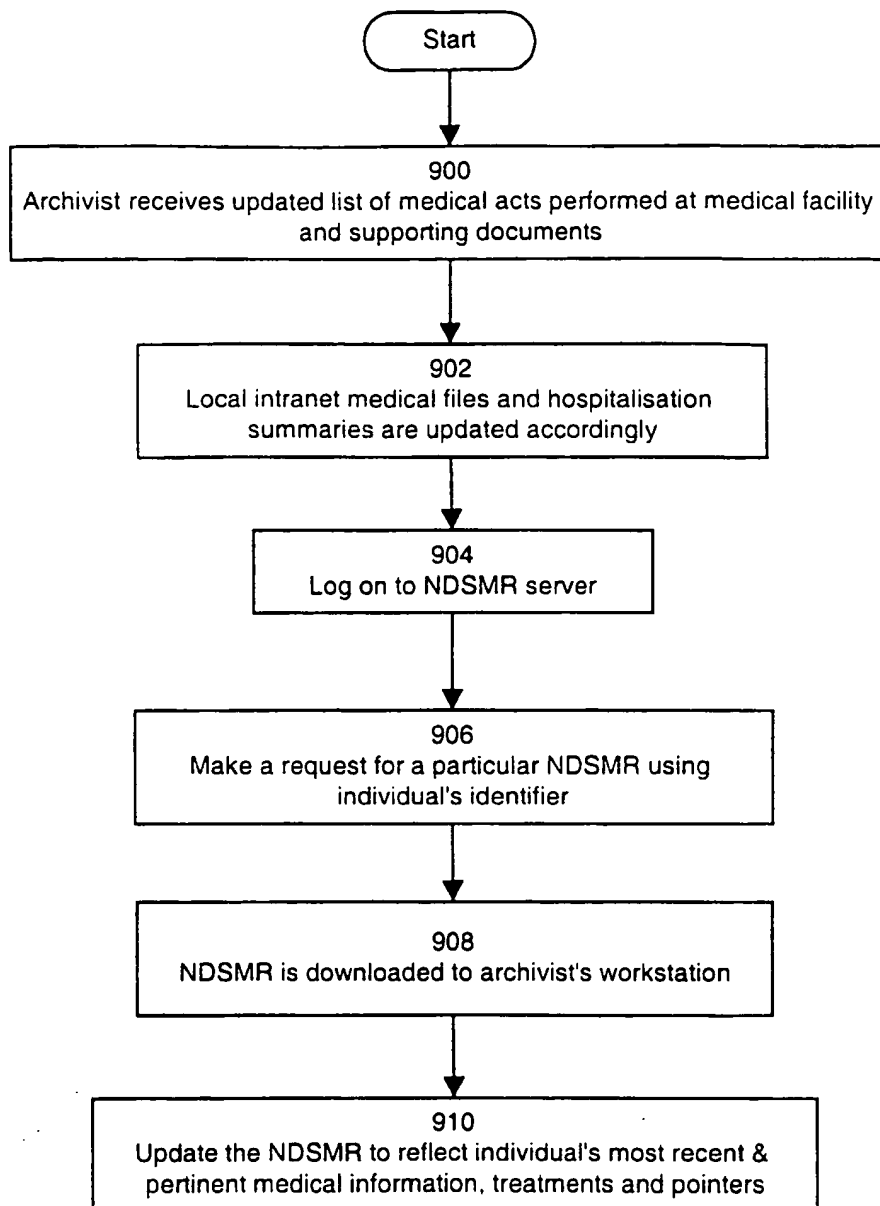 Start
900
Archivist receives updated list of medical acts performed at medical facility
and supporting documents
902
Local intranet medical files and hospitalisation
summaries are updated accordingly
904
Log on to NDSMR server
906
Make a request for a particular NDSMR using
individual's identifier
908
NDSMR is downloaded to archivist's workstation
910
Update the NDSMR to reflect individual's most recent &
pertinent medical information, treatments and pointers